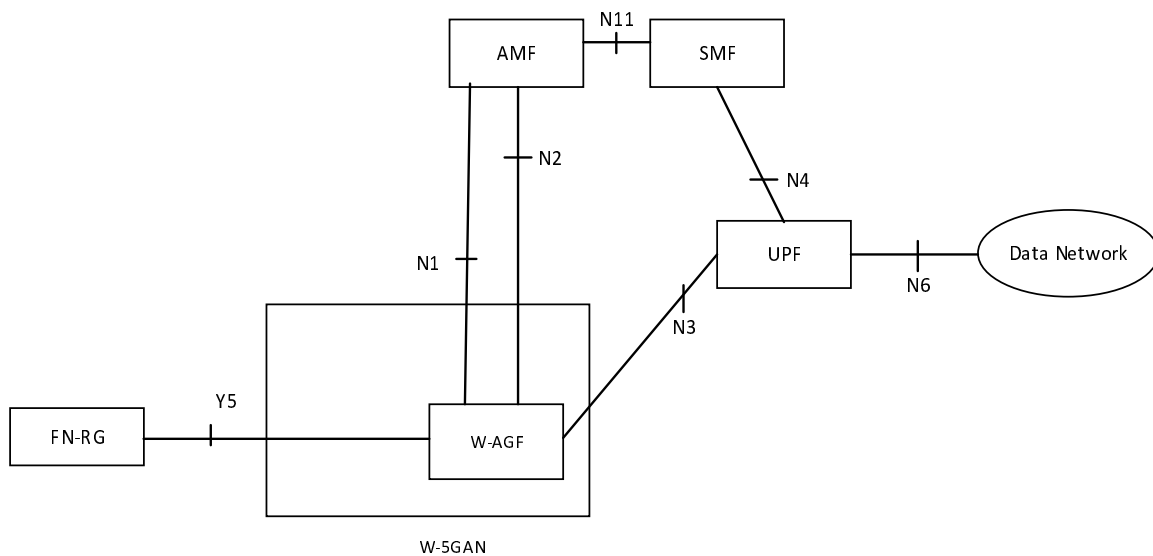 N11
AMF
SMF
N2
N4
N1
UPF
Data Network
N6
N3
Y5
FN-RG
W-AGF
W-5GAN